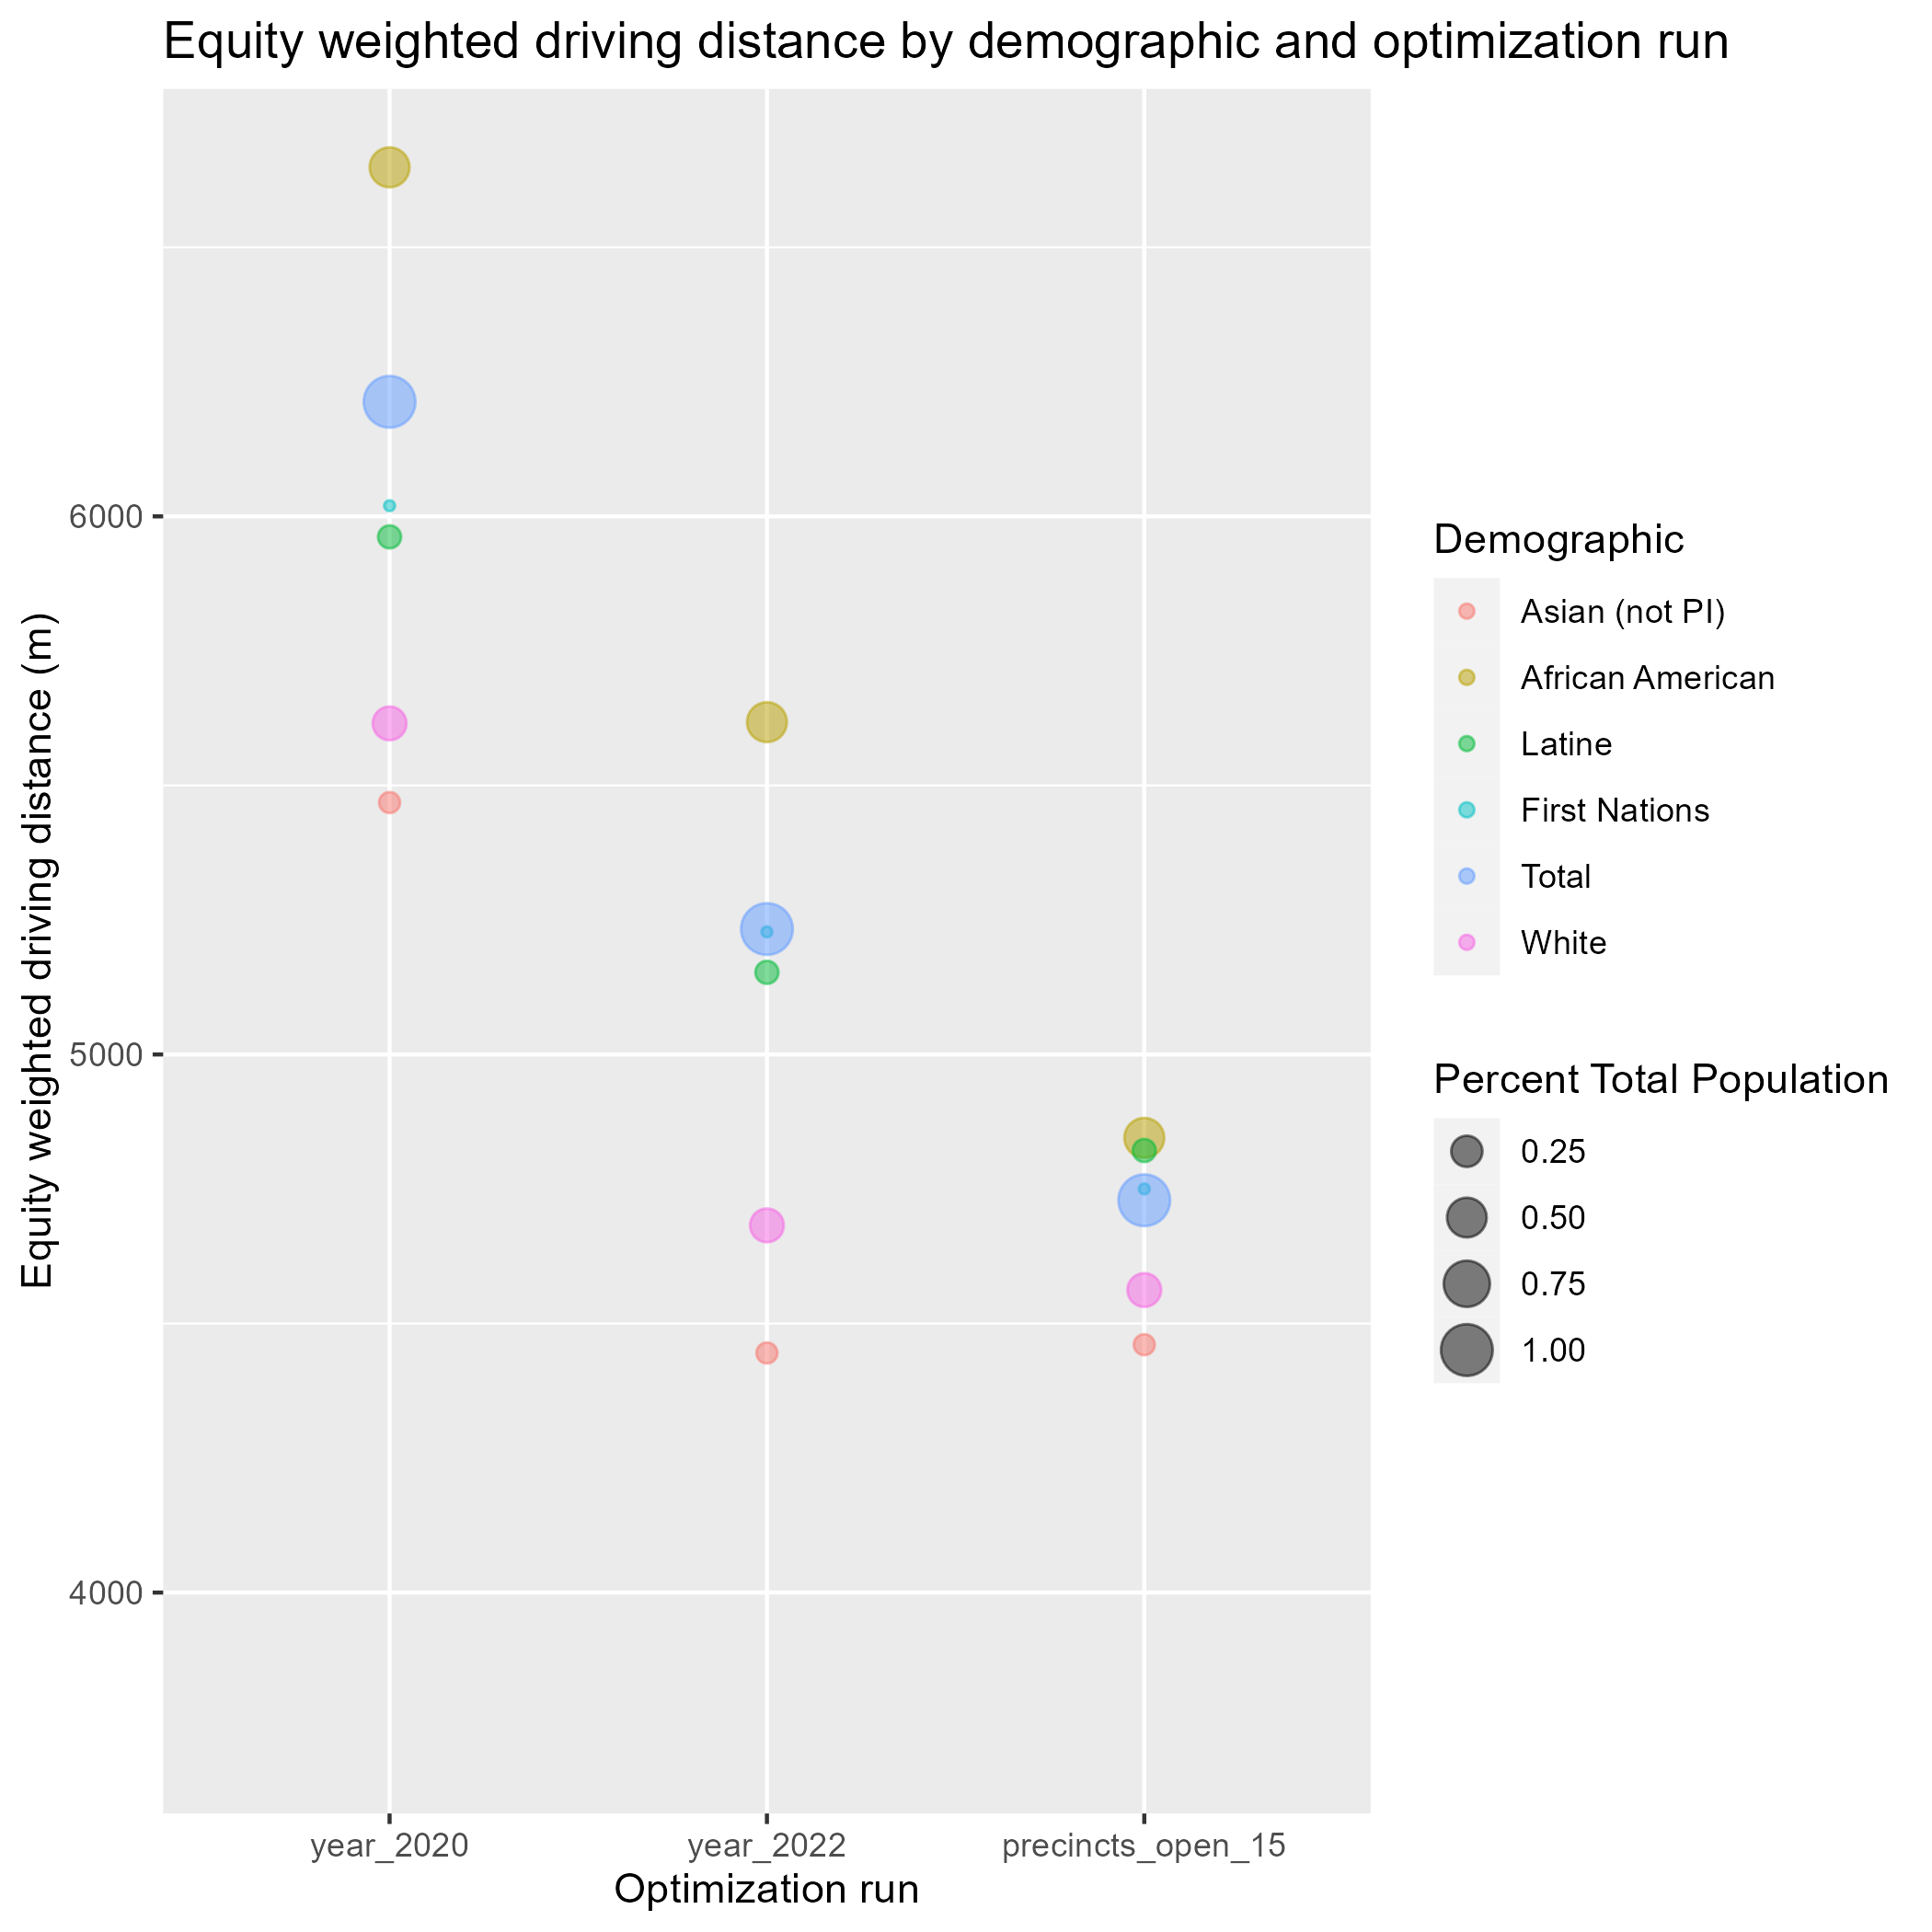 Equity weighted driving distance by demographic and optimization run
Equity weighted driving distance (m)
6000
5000
4000
year_2020
year_2022
precincts_open_15
Optimization run
Demographic
Asian (not PI)
African American
Latine
First Nations
Total
White
Percent Total Population
0.25
0.50
0.75
1.00